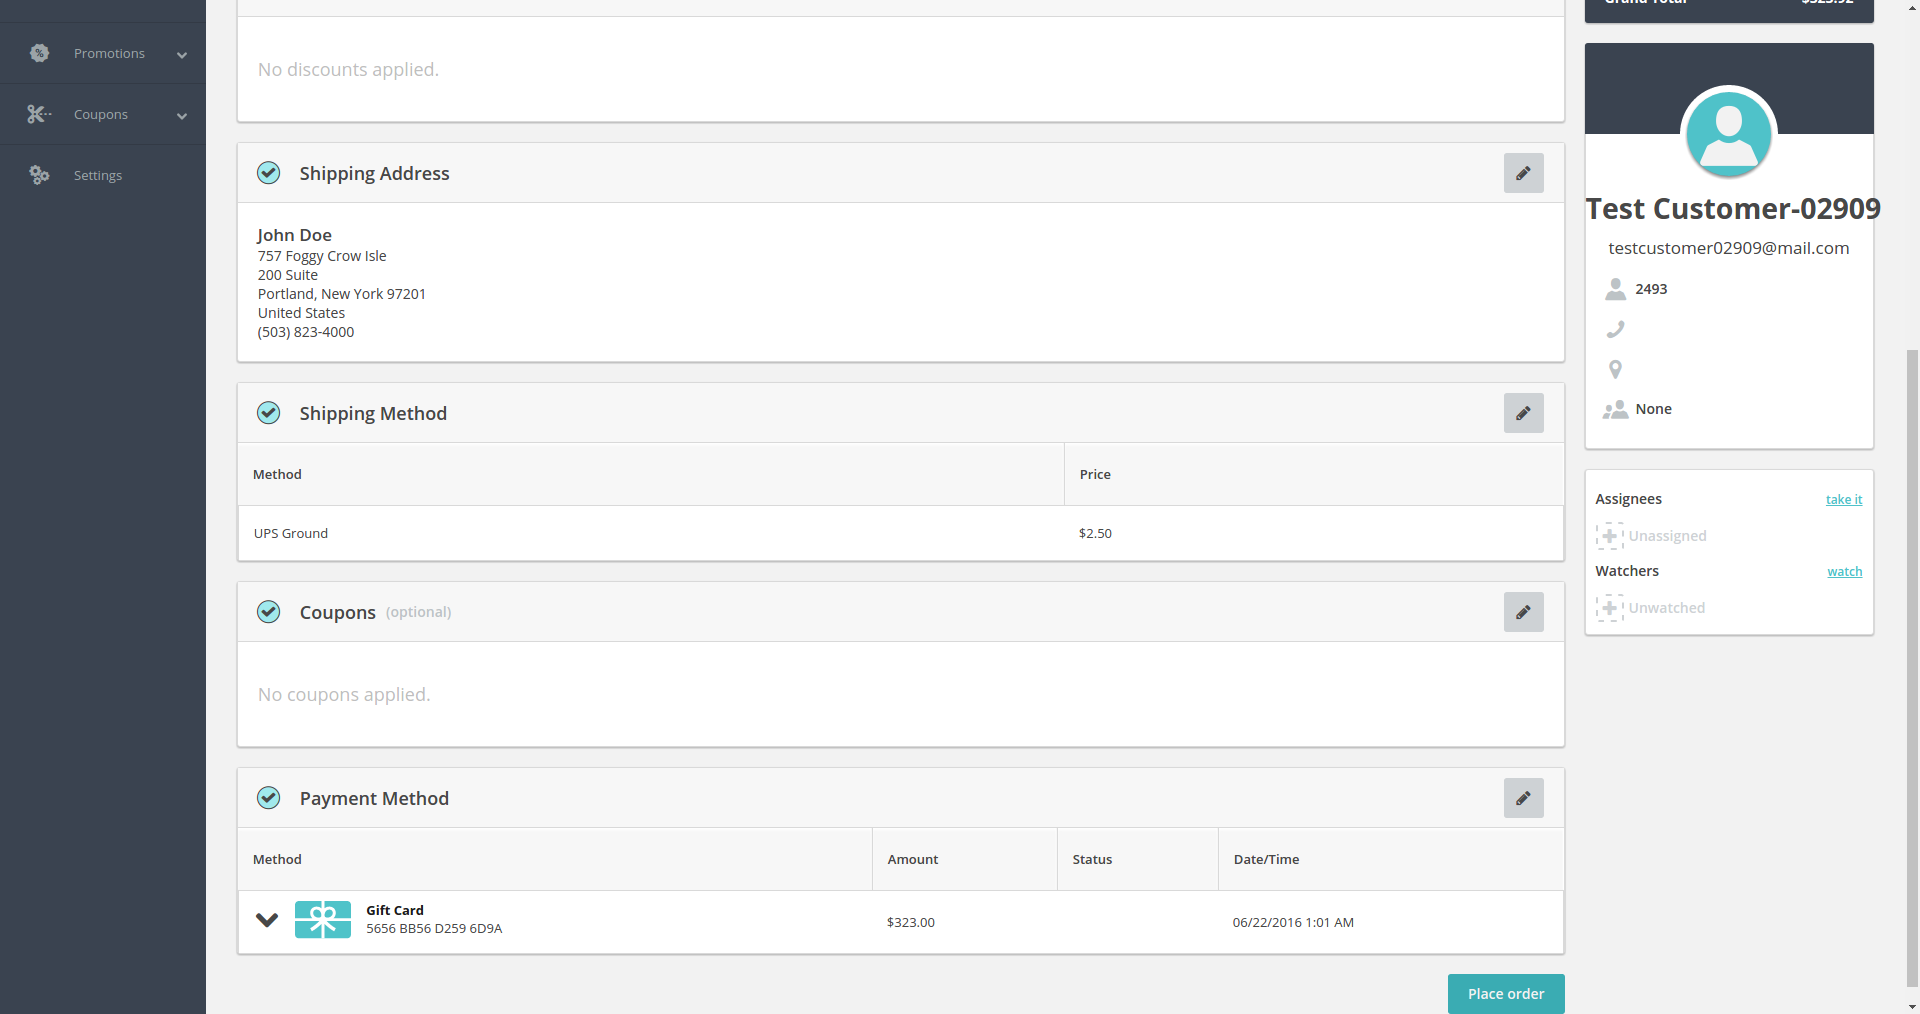 Promotions
Coupons
Settings
No discounts applied.
Shipping Address
John Doe
757 Foggy Crow Isle
200 Suite
Portland, New York 97201
United States
(503) 823-4000
Shipping Method
Method Price
UPS Ground $2.50
Coupons (optional)
No coupons applied.
Payment Method
Method Amount Status Date/Time
Gift Card
5656 BB56 D259 6D9A
$323.00 06/22/2016 1:01 AM
Place order
Grand Total $323.92
Test Customer-02909
testcustomer02909@mail.com
2493
None
Assignees take it
Unassigned
Watchers watch
Unwatched